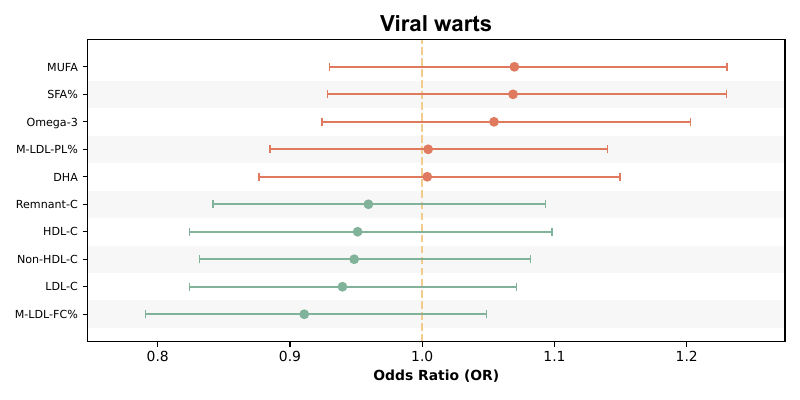 Viral warts
MUFA
SFA%
Omega-3
M-LDL-PL%
DHA
Remnant-C
HDL-C
Non-HDL-C
LDL-C
M-LDL-FC%
0.8 0.9 1.0 1.1 1.2
Odds Ratio (OR)